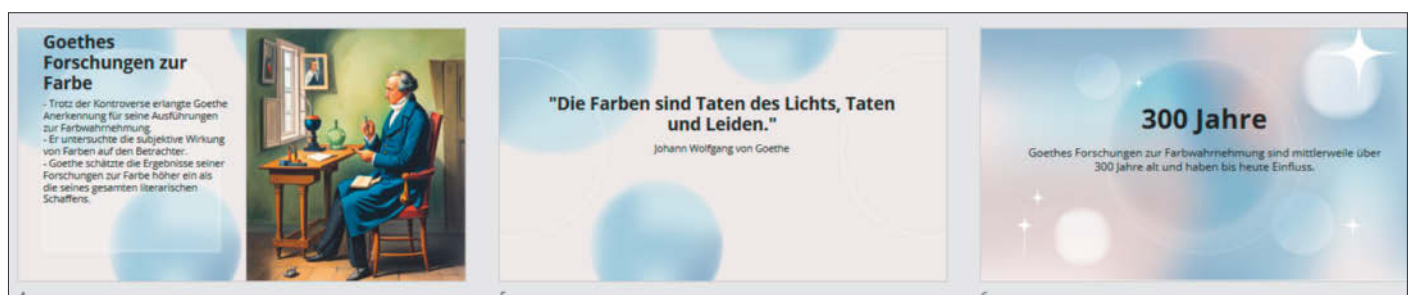 Goethes
Forschungen zur
Farbe
- Trotz der Kontroverse erlangte Goethe
Anerkennung für seine Ausführungen
zur Farbwahrnehmung.
- Er untersuchte die subjektive Wirkung
von Farben auf den Betrachter.
- Goethe schätzte die Ergebnisse seiner
Forschungen zur Farbe höher ein als
die seines gesamten literarischen
Schaffens.
"Die Farben sind Taten des Lichts, Taten
und Leiden."
Johann Wolfgang von Goethe
300 Jahre
Goethes Forschungen zur Farbwahrnehmung sind mittlerweile über
300 Jahre alt und haben bis heute Einfluss.